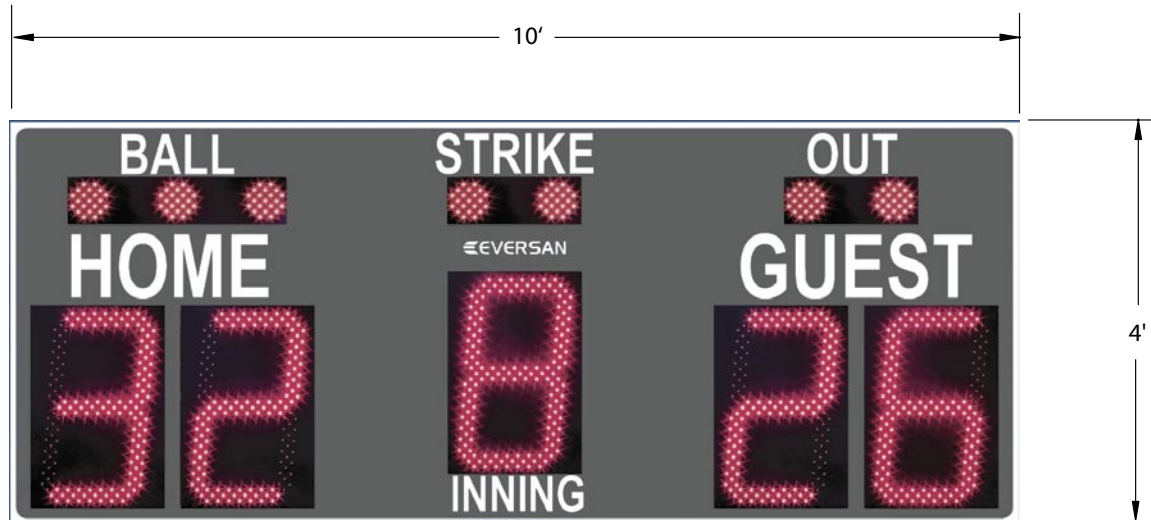 10'
BALL STRIKE OUT
HOME EVERSAN GUEST
32 8 26
INNING
4'